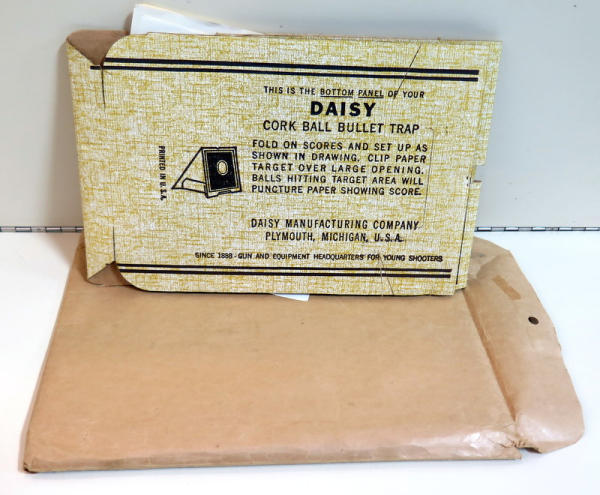 THIS IS THE BOTTOM PANEL OF YOUR
DAISY
CORK BALL BULLET TRAP
FOLD ON SCORES AND SET UP AS
SHOWN IN DRAWING. CLIP PAPER
TARGET OVER LARGE OPENING.
BALLS HITTING TARGET AREA WILL
PUNCTURE PAPER SHOWING SCORE.
PRINTED IN U.S.A.
DAISY MANUFACTURING COMPANY
PLYMOUTH, MICHIGAN, U.S.A.
SINCE 1888 - GUN AND EQUIPMENT HEADQUARTERS FOR YOUNG SHOOTERS